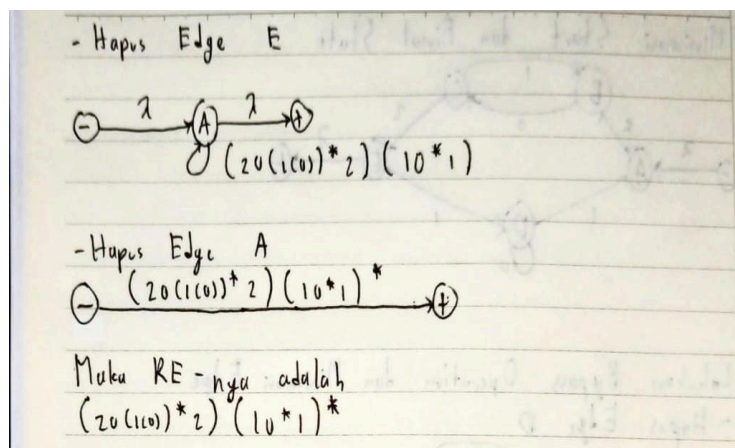 - Hapus Edge E
- λ A λ +
(20(1(0))*2)(10*1)
- Hapus Edge A
(20(1(0))*2)(10*1)*
- +
Maka RE-nya adalah
(20(1(0))*2)(10*1)*